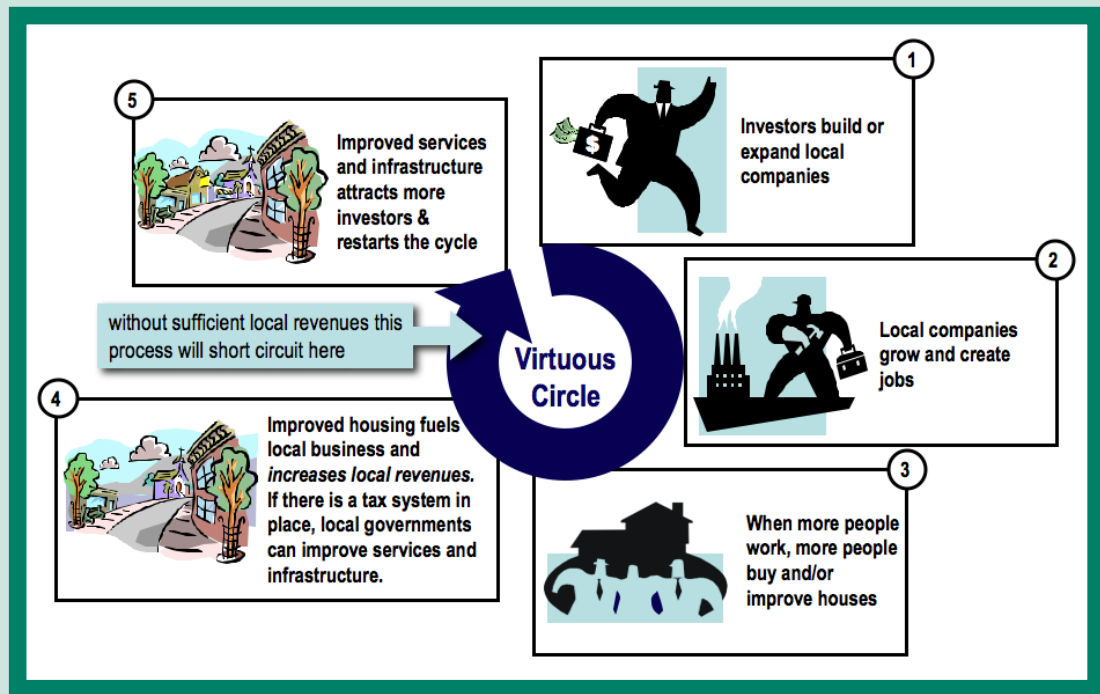 1
Investors build or
expand local
companies
2
Local companies
grow and create
jobs
3
When more people
work, more people
buy and/or
improve houses
4
Improved housing fuels
local business and
increases local revenues.
If there is a tax system in
place, local governments
can improve services and
infrastructure.
without sufficient local revenues this
process will short circuit here
5
Improved services
and infrastructure
attracts more
investors &
restarts the cycle
Virtuous
Circle
$